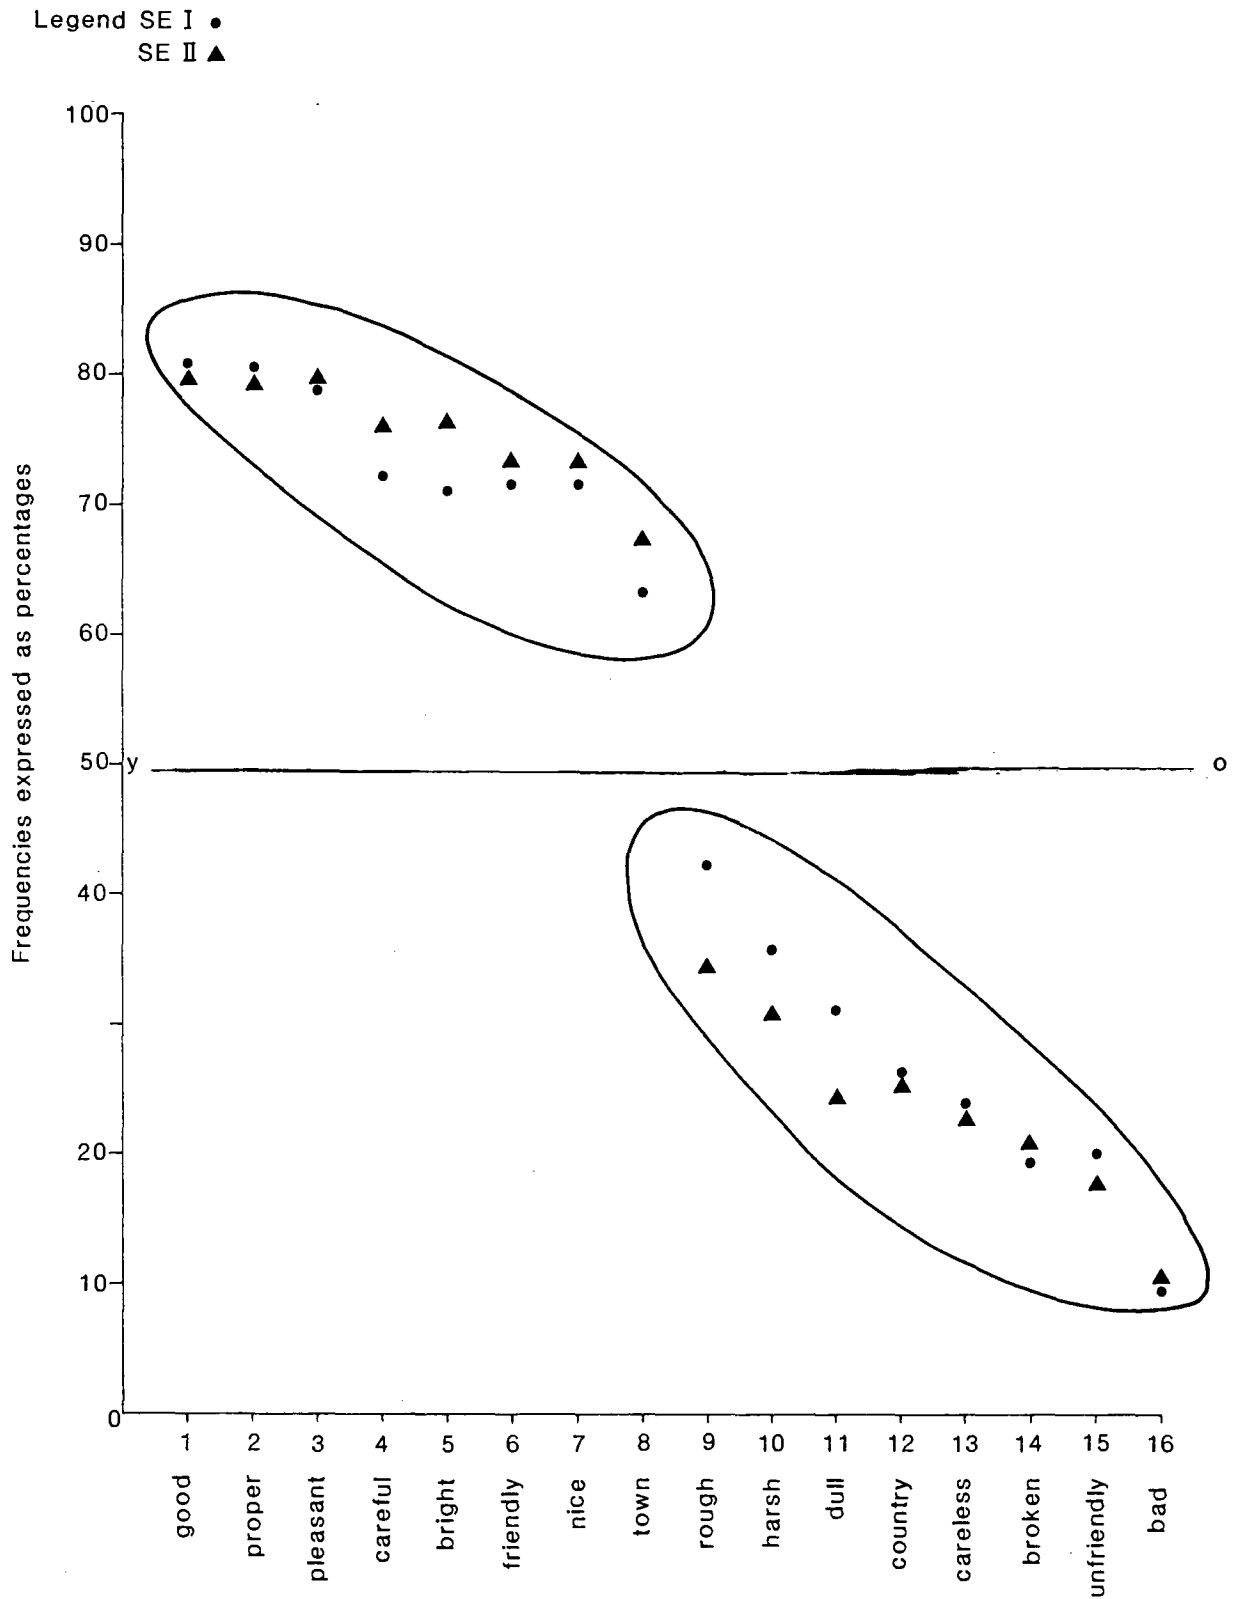 Legend SE I ●
SE II ▲
100
90
80
70
60
50
40
20
10
0
Frequencies expressed as percentages
y
o
1 2 3 4 5 6 7 8 9 10 11 12 13 14 15 16
good
proper
pleasant
careful
bright
friendly
nice
town
rough
harsh
dull
country
careless
broken
unfriendly
bad